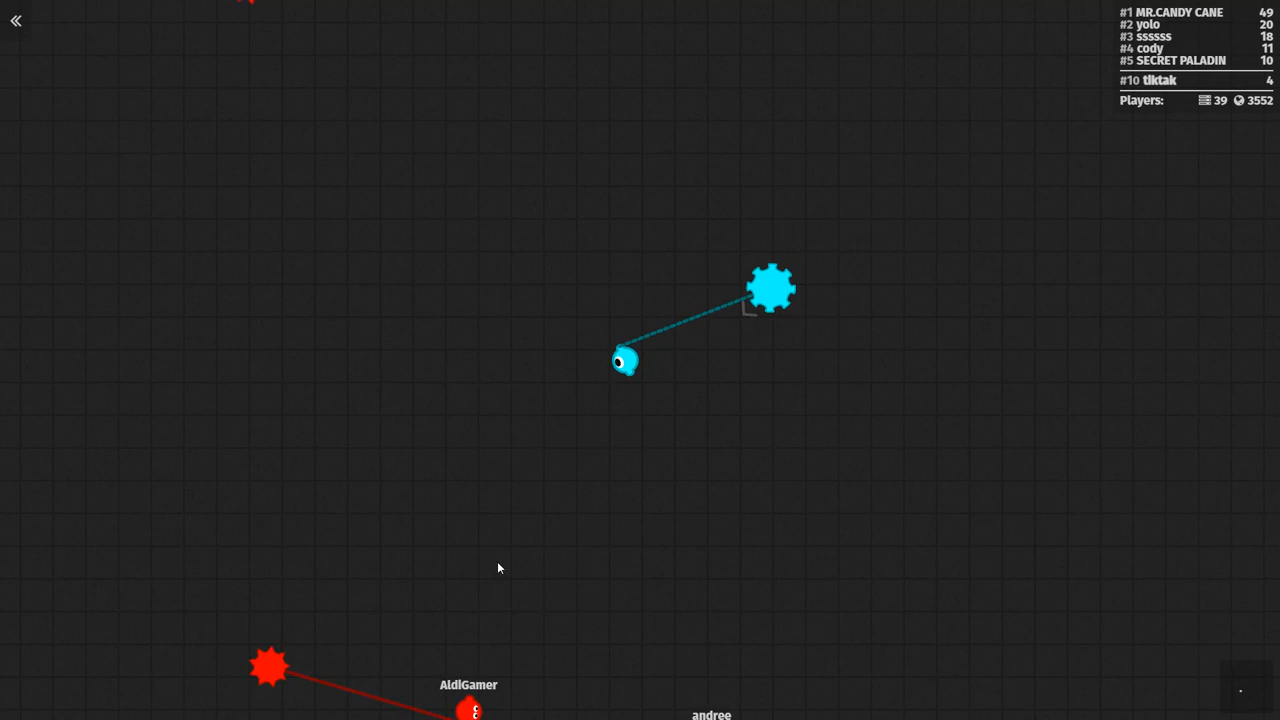 #1 MR.CANDY CANE 49
#2 yolo 20
#3 ssssss 18
#4 cody 11
#5 SECRET PALADIN 10
#10 tiktak 4
Players: 39 3552
AldiGamer
andree